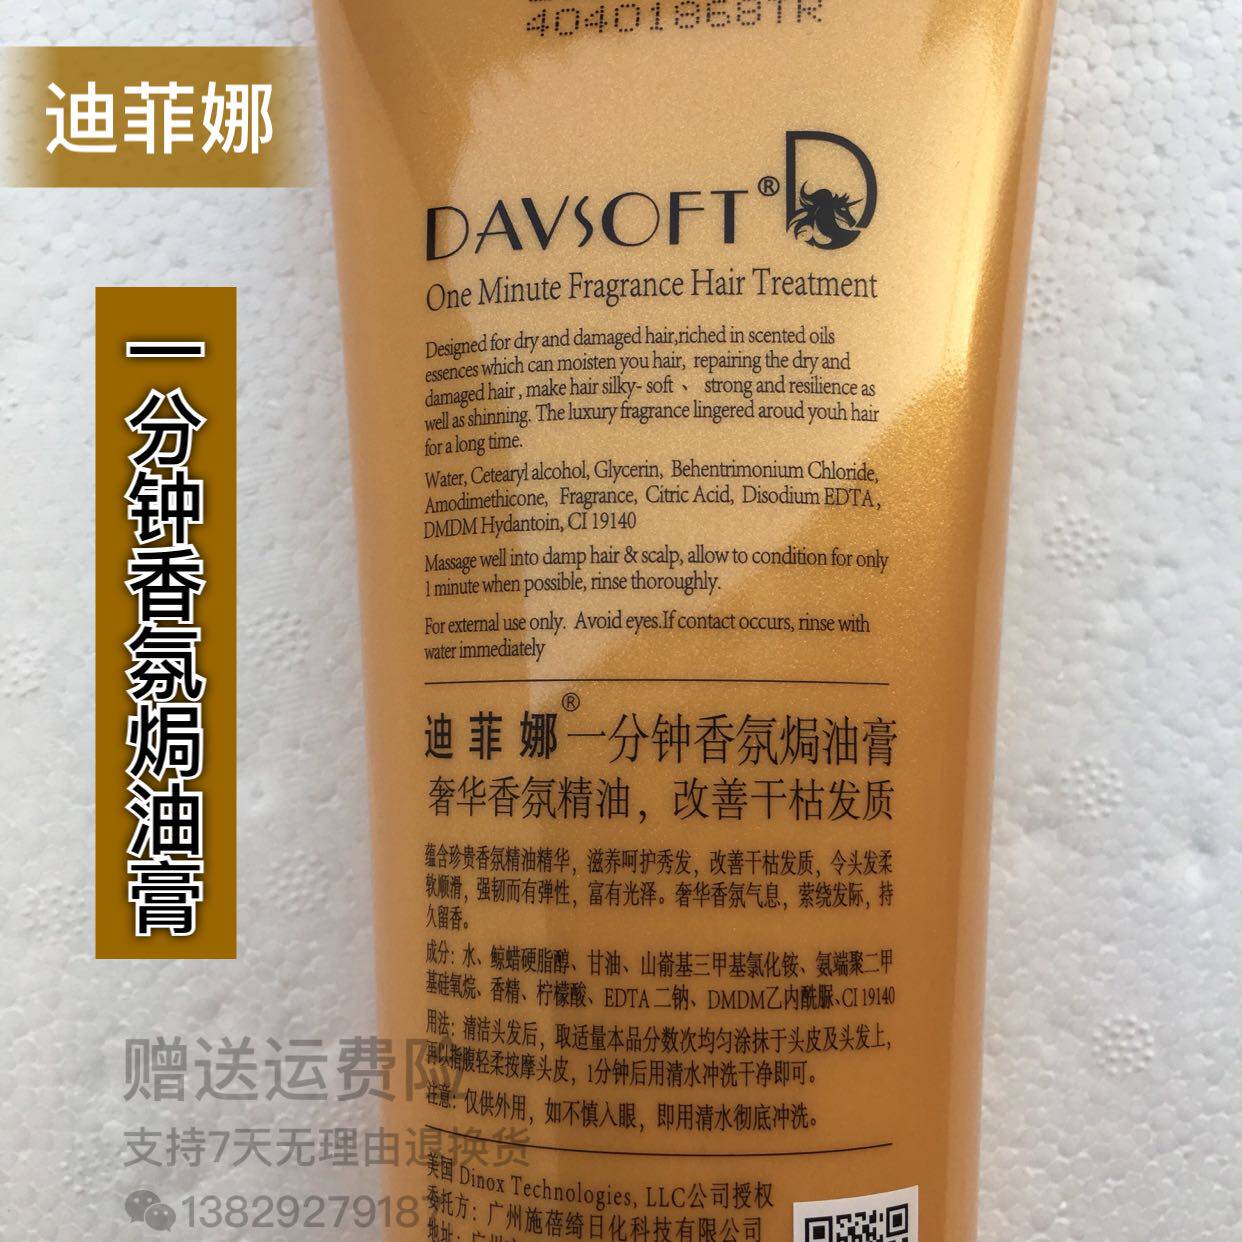 40401868TR
迪菲娜
DAVSOFT®
One Minute Fragrance Hair Treatment
Designed for dry and damaged hair,riched in scented oils
essences which can moisten you hair, repairing the dry and
damaged hair , make hair silky- soft 、 strong and resilience as
well as shinning. The luxury fragrance lingered aroud youh hair
for a long time.
Water, Cetearyl alcohol, Glycerin, Behentrimonium Chloride,
Amodimethicone, Fragrance, Citric Acid, Disodium EDTA,
DMDM Hydantoin, CI 19140
Massage well into damp hair & scalp, allow to condition for only
1 minute when possible, rinse thoroughly.
For external use only. Avoid eyes.If contact occurs, rinse with
water immediately
一分钟香氛焗油膏
迪菲娜®一分钟香氛焗油膏
奢华香氛精油，改善干枯发质
蕴含珍贵香氛精油精华，滋养呵护秀发，改善干枯发质，令头发柔
软顺滑，强韧而有弹性，富有光泽。奢华香氛气息，萦绕发际，持
久留香。
成分：水、鲸蜡硬脂醇、甘油、山嵛基三甲基氯化铵、氨端聚二甲
基硅氧烷、香精、柠檬酸、EDTA 二钠、DMDM乙内酰脲、CI 19140
用法：清洁头发后，取适量本品分数次均匀涂抹于头皮及头发上，
再以指腹轻柔按摩头皮，1分钟后用清水冲洗干净即可。
注意：仅供外用，如不慎入眼，即用清水彻底冲洗。
赠送运费险
支持7天无理由退换货
13829279187
美国 Dinox Technologies, LLC公司授权
委托方：广州施蓓绮日化科技有限公司